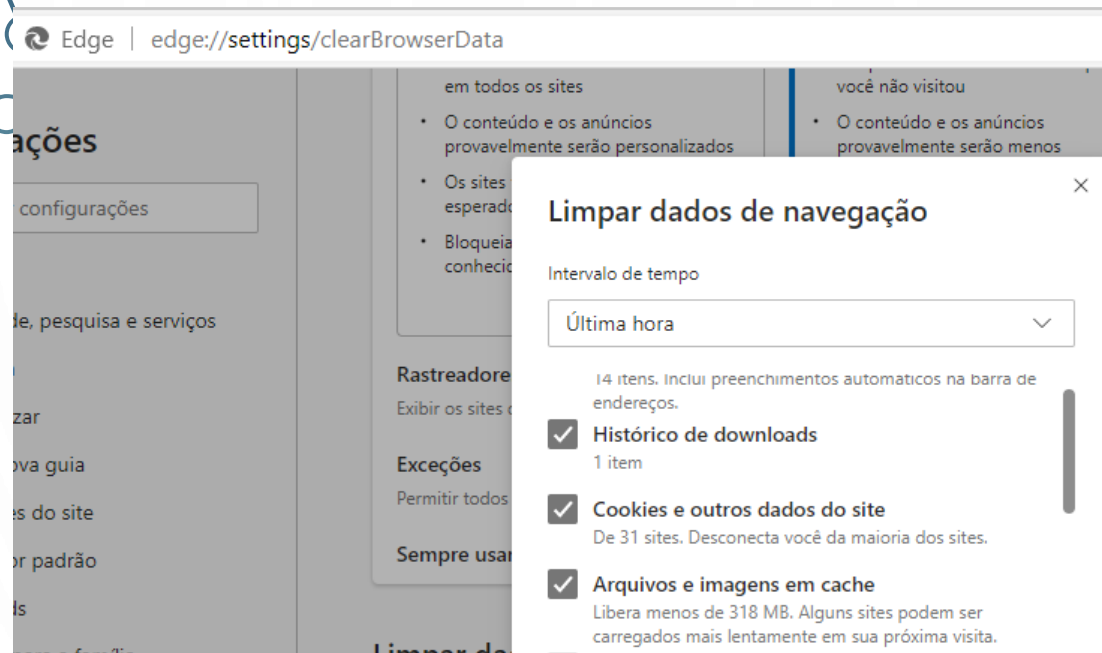 Edge | edge://settings/clearBrowserData
ações
configurações
de, pesquisa e serviços
zar
ova guia
es do site
or padrão
ds
em todos os sites
• O conteúdo e os anúncios
provavelmente serão personalizados
• Os sites
esperado
• Bloqueia
conhecid
Rastreadore
Exibir os sites
Exceções
Permitir todos
Sempre usar
Limpar da
você não visitou
• O conteúdo e os anúncios
provavelmente serão menos
Limpar dados de navegação
Intervalo de tempo
Última hora
14 itens. Inclui preenchimentos automáticos na barra de
endereços.
Histórico de downloads
1 item
Cookies e outros dados do site
De 31 sites. Desconecta você da maioria dos sites.
Arquivos e imagens em cache
Libera menos de 318 MB. Alguns sites podem ser
carregados mais lentamente em sua próxima visita.